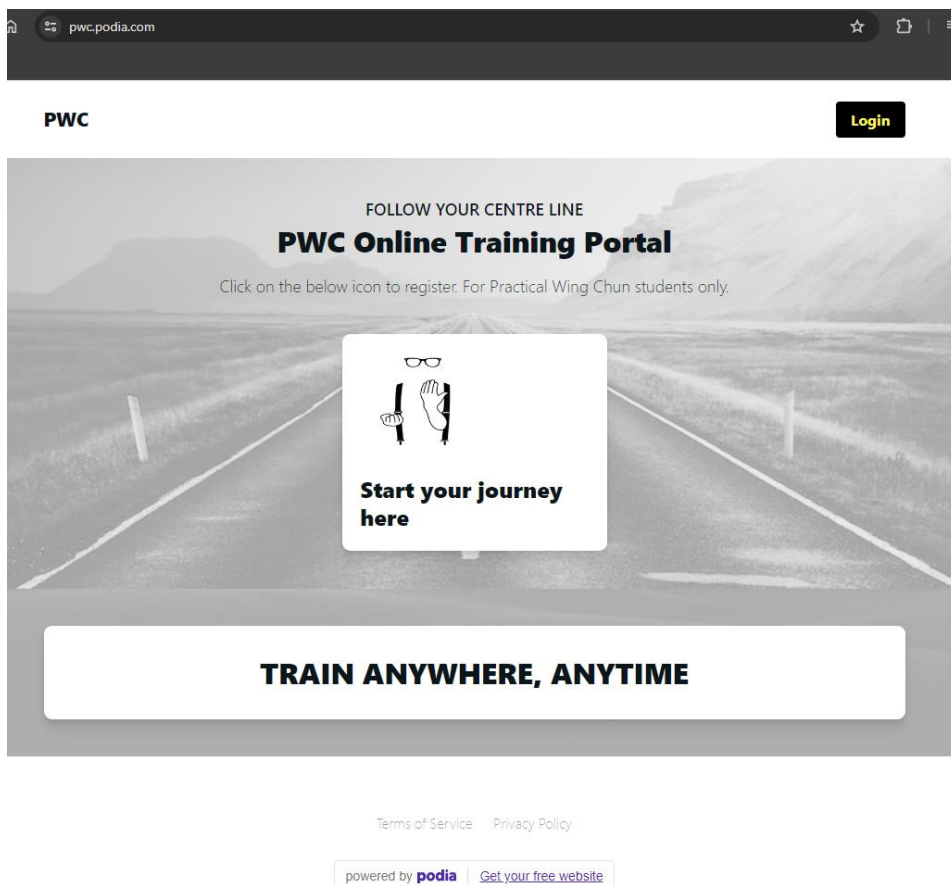 pwc.podia.com
PWC
Login
FOLLOW YOUR CENTRE LINE
PWC Online Training Portal
Click on the below icon to register. For Practical Wing Chun students only.
Start your journey
here
TRAIN ANYWHERE, ANYTIME
Terms of Service Privacy Policy
powered by podia Get your free website